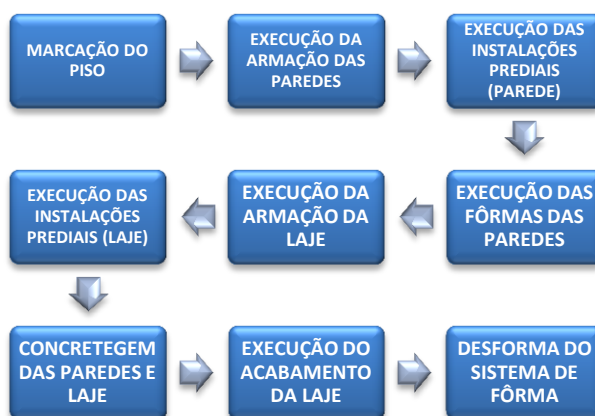 MARCAÇÃO DO
PISO
EXECUÇÃO DA
ARMAÇÃO DAS
PAREDES
EXECUÇÃO DAS
INSTALAÇÕES
PREDIAIS
(PAREDE)
EXECUÇÃO DAS
FÔRMAS DAS
PAREDES
EXECUÇÃO DA
ARMAÇÃO DA
LAJE
EXECUÇÃO DAS
INSTALAÇÕES
PREDIAIS (LAJE)
CONCRETEGEM
DAS PAREDES E
LAJE
EXECUÇÃO DO
ACABAMENTO
DA LAJE
DESFORMA DO
SISTEMA DE
FÔRMA